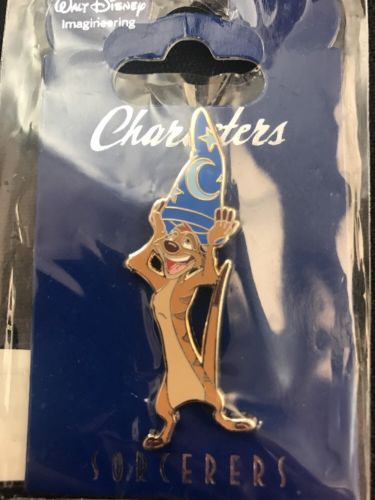 WALT DISNEY
Imagineering
Characters
SORCERERS